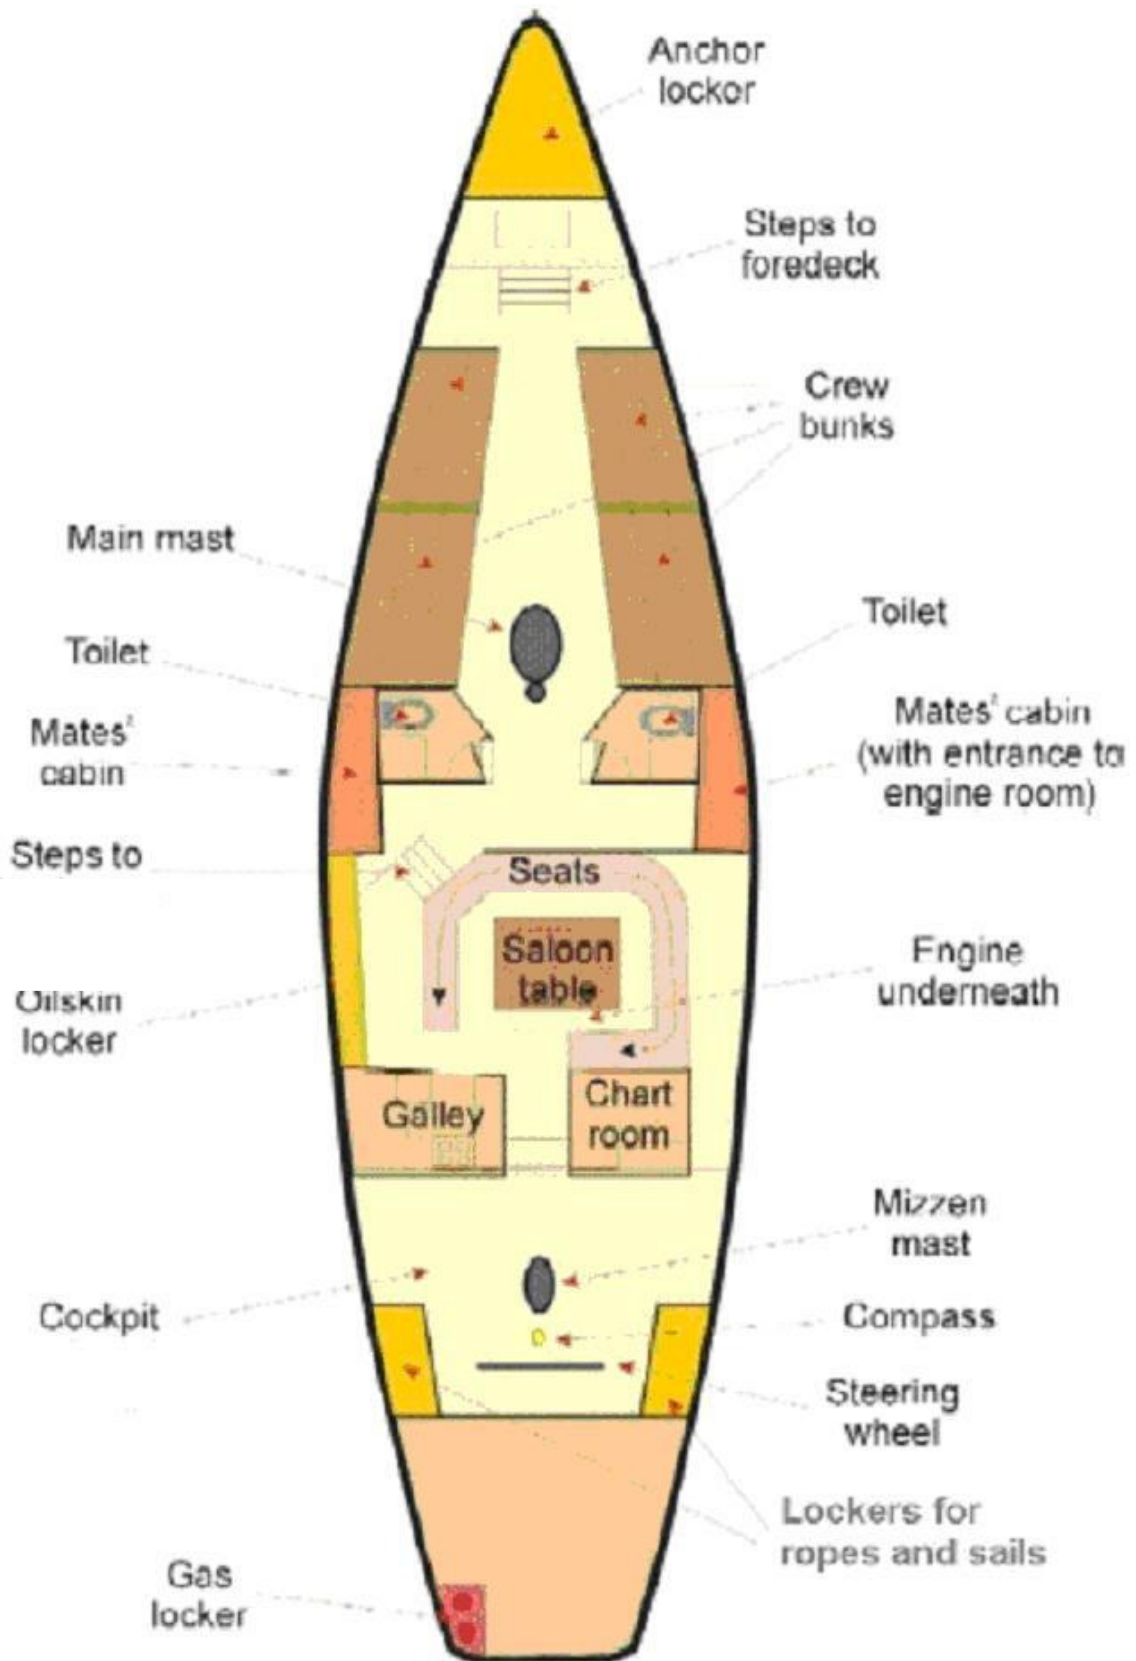 Anchor
locker
Steps to
foredeck
Crew
bunks
Main mast
Toilet
Toilet
Mates'
cabin
Mates' cabin
(with entrance to
engine room)
Steps to
Seats
Saloon
table
Engine
underneath
Oilskin
locker
Galley
Chart
room
Mizzen
mast
Cockpit
Compass
Steering
wheel
Lockers for
ropes and sails
Gas
locker